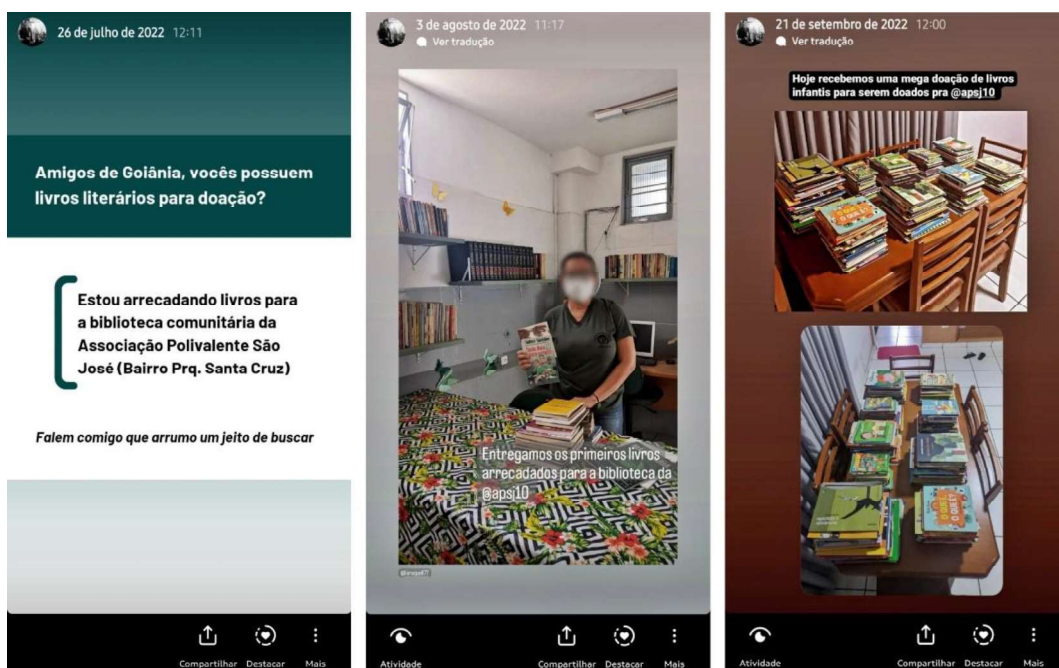 26 de julho de 2022 12:11
Amigos de Goiânia, vocês possuem
livros literários para doação?
Estou arrecadando livros para
a biblioteca comunitária da
Associação Polivalente São
José (Bairro Prq. Santa Cruz)
Falem comigo que arrumo um jeito de buscar
Compartilhar Destacar Mais
3 de agosto de 2022 11:17
Ver tradução
Entregamos os primeiros livros
arrecadados para a biblioteca da
@apsj10
Atividade Compartilhar Destacar Mais
21 de setembro de 2022 12:00
Ver tradução
Hoje recebemos uma mega doação de livros
infantis para serem doados pra @apsj10
O QUE É,
O QUE É?
Atividade Compartilhar Destacar Mais